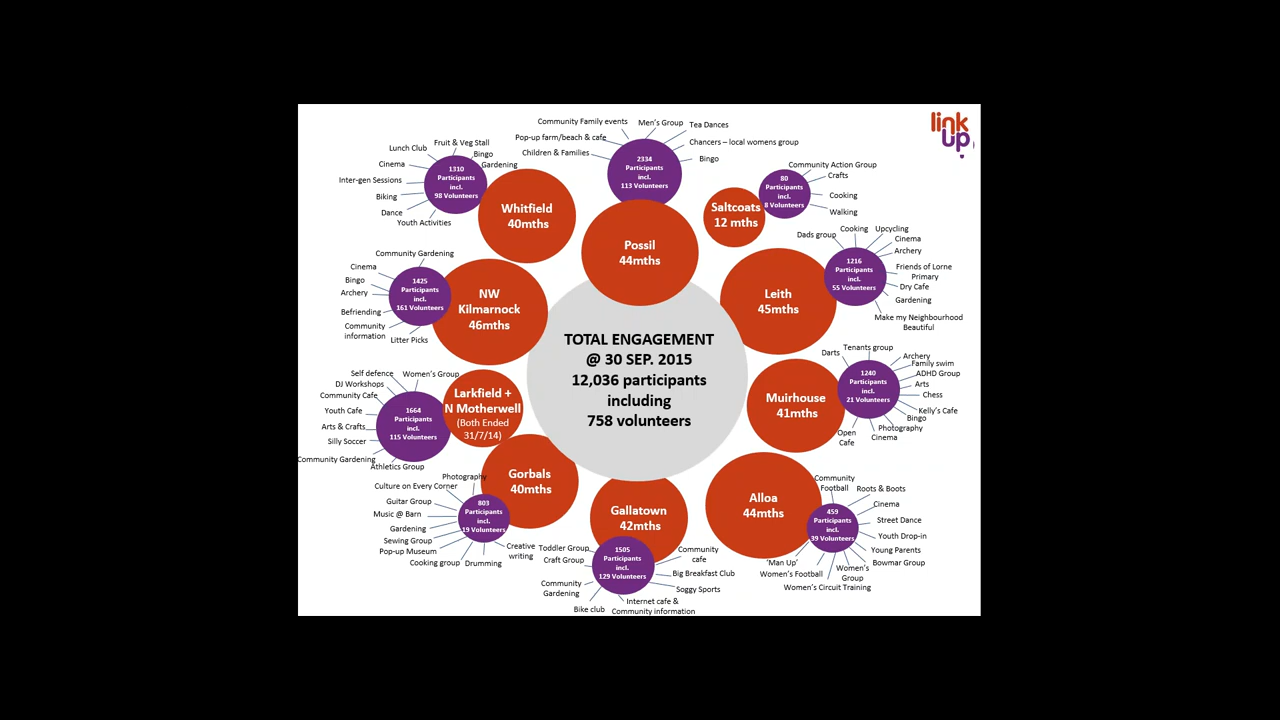 link
up
TOTAL ENGAGEMENT
@ 30 SEP. 2015
12,036 participants
including
758 volunteers
Possil
44mths
2334
Participants
incl.
113 Volunteers
Community Family events
Men's Group
Tea Dances
Pop-up farm/beach & cafe
Chancers – local womens group
Children & Families
Bingo
Saltcoats
12 mths
80
Participants
incl.
8 Volunteers
Community Action Group
Crafts
Cooking
Walking
Leith
45mths
1216
Participants
incl.
55 Volunteers
Dads group
Cooking
Upcycling
Cinema
Archery
Friends of Lorne
Primary
Dry Cafe
Gardening
Make my Neighbourhood
Beautiful
Muirhouse
41mths
1240
Participants
incl.
21 Volunteers
Darts
Tenants group
Archery
Family swim
ADHD Group
Arts
Chess
Kelly's Cafe
Bingo
Photography
Cinema
Open
Cafe
Alloa
44mths
459
Participants
incl.
39 Volunteers
Community
Football
Roots & Boots
Cinema
Street Dance
Youth Drop-in
Young Parents
Bowmar Group
Women's
Group
Women's Circuit Training
Women's Football
'Man Up'
Gallatown
42mths
1505
Participants
incl.
129 Volunteers
Toddler Group
Craft Group
Community
Gardening
Bike club
Internet cafe &
Community information
Soggy Sports
Big Breakfast Club
Community
cafe
Gorbals
40mths
803
Participants
incl.
19 Volunteers
Photography
Culture on Every Corner
Guitar Group
Music @ Barn
Gardening
Sewing Group
Pop-up Museum
Cooking group
Drumming
Creative
writing
Larkfield +
N Motherwell
(Both Ended
31/7/14)
1664
Participants
incl.
115 Volunteers
Self defence
Women's Group
DJ Workshops
Community Cafe
Youth Cafe
Arts & Crafts
Silly Soccer
Community Gardening
Athletics Group
NW
Kilmarnock
46mths
1425
Participants
incl.
161 Volunteers
Community Gardening
Cinema
Bingo
Archery
Befriending
Community
information
Litter Picks
Whitfield
40mths
1310
Participants
incl.
98 Volunteers
Fruit & Veg Stall
Lunch Club
Bingo
Gardening
Cinema
Inter-gen Sessions
Biking
Dance
Youth Activities